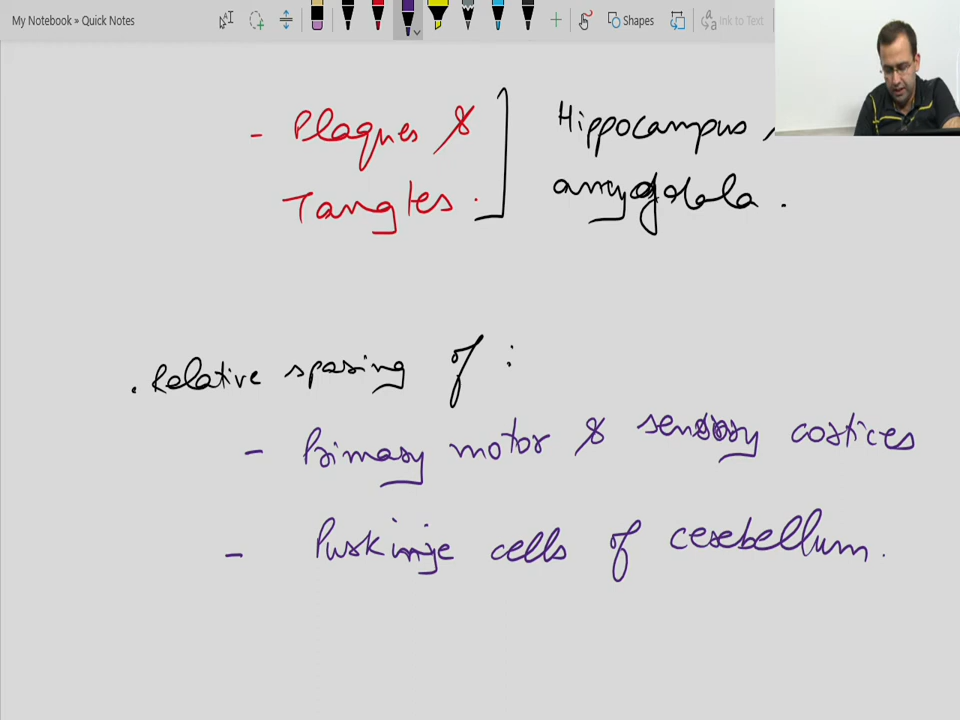 My Notebook » Quick Notes Shapes Ink to Text
- Plaques & Hippocampus,
Tangles. amygdala.
. Relative sparing of :
- Primary motor & sensory cortices
- Purkinje cells of cerebellum.